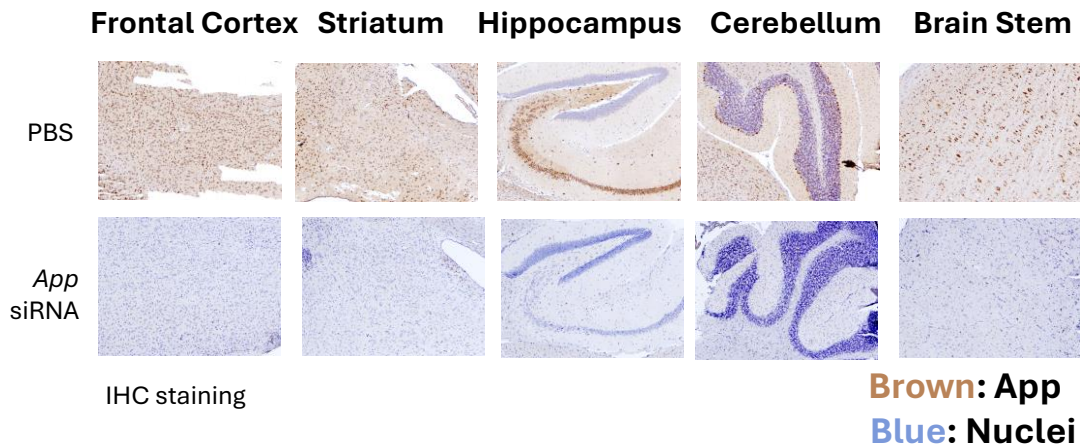 Frontal Cortex Striatum Hippocampus Cerebellum Brain Stem
PBS
App
siRNA
IHC staining
Brown: App
Blue: Nuclei